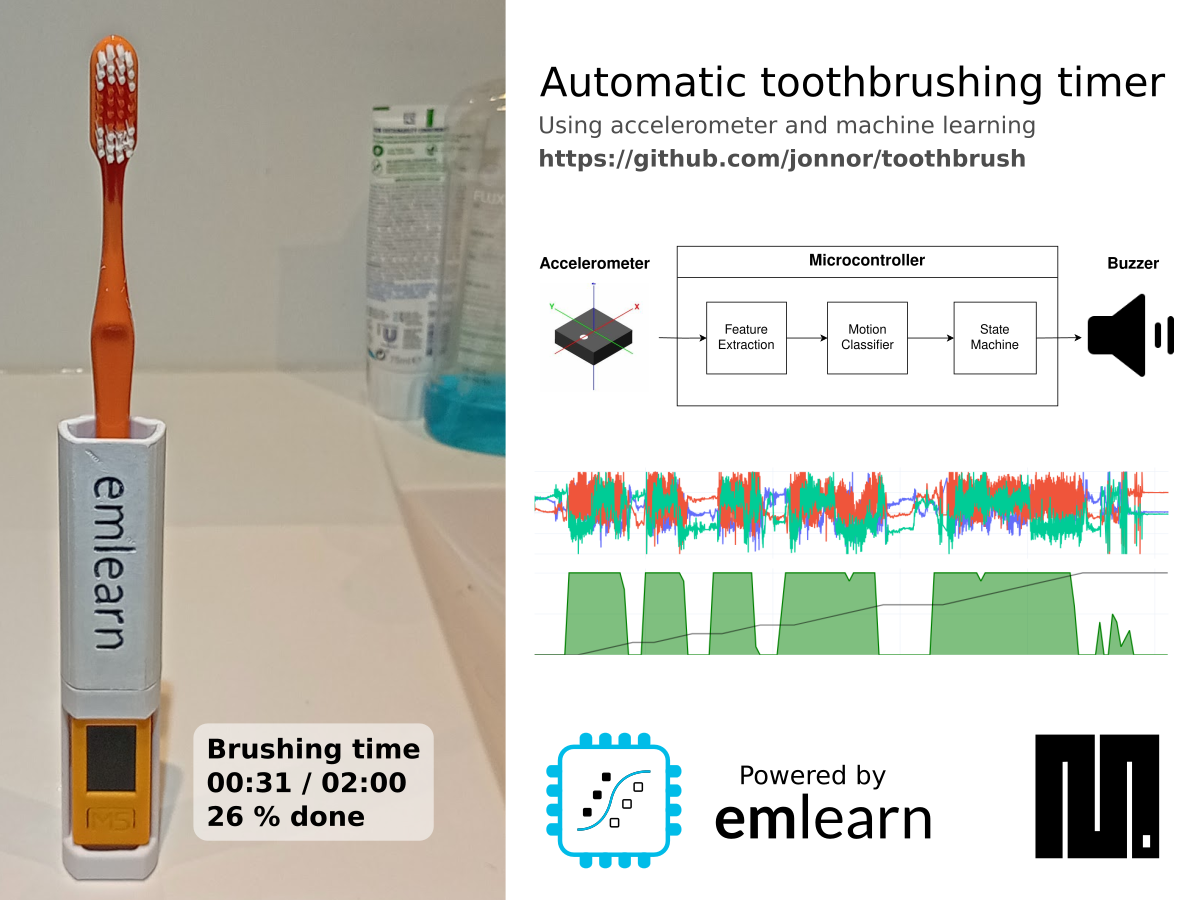 emlearn
M5
FLUX
Brushing time
00:31 / 02:00
26 % done
Automatic toothbrushing timer
Using accelerometer and machine learning
https://github.com/jonnor/toothbrush
Accelerometer
Y
X
Microcontroller
Feature
Extraction
Motion
Classifier
State
Machine
Buzzer
Powered by
emlearn